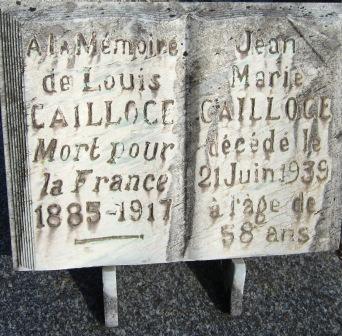 A la Mémoire
de Louis
CAILLOCE
Mort pour
la France
1885-1917
Jean
Marie
CAILLOCE
décédé le
21 Juin 1939
à l'âge de
58 ans